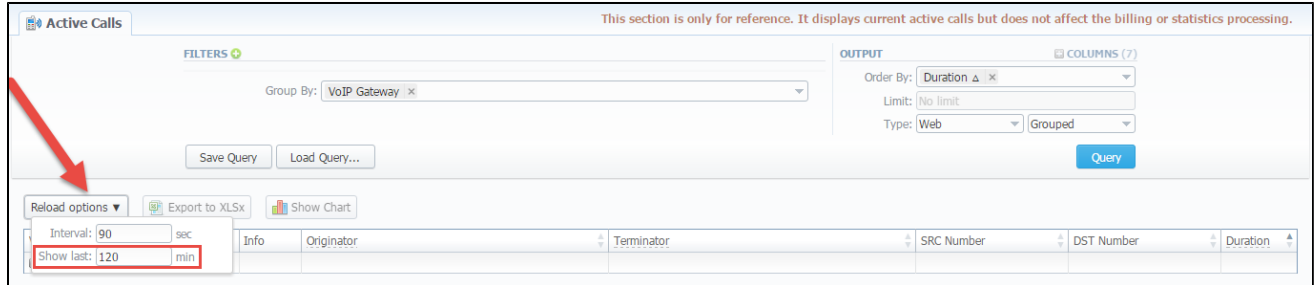 Active Calls
This section is only for reference. It displays current active calls but does not affect the billing or statistics processing.
FILTERS
OUTPUT
COLUMNS (7)
Group By: VoIP Gateway ×
Order By: Duration △ ×
Limit: No limit
Type: Web Grouped
Save Query Load Query... Query
Reload options ▼ Export to XLSx Show Chart
Interval: 90 sec
Info Originator Terminator SRC Number DST Number Duration
Show last: 120 min